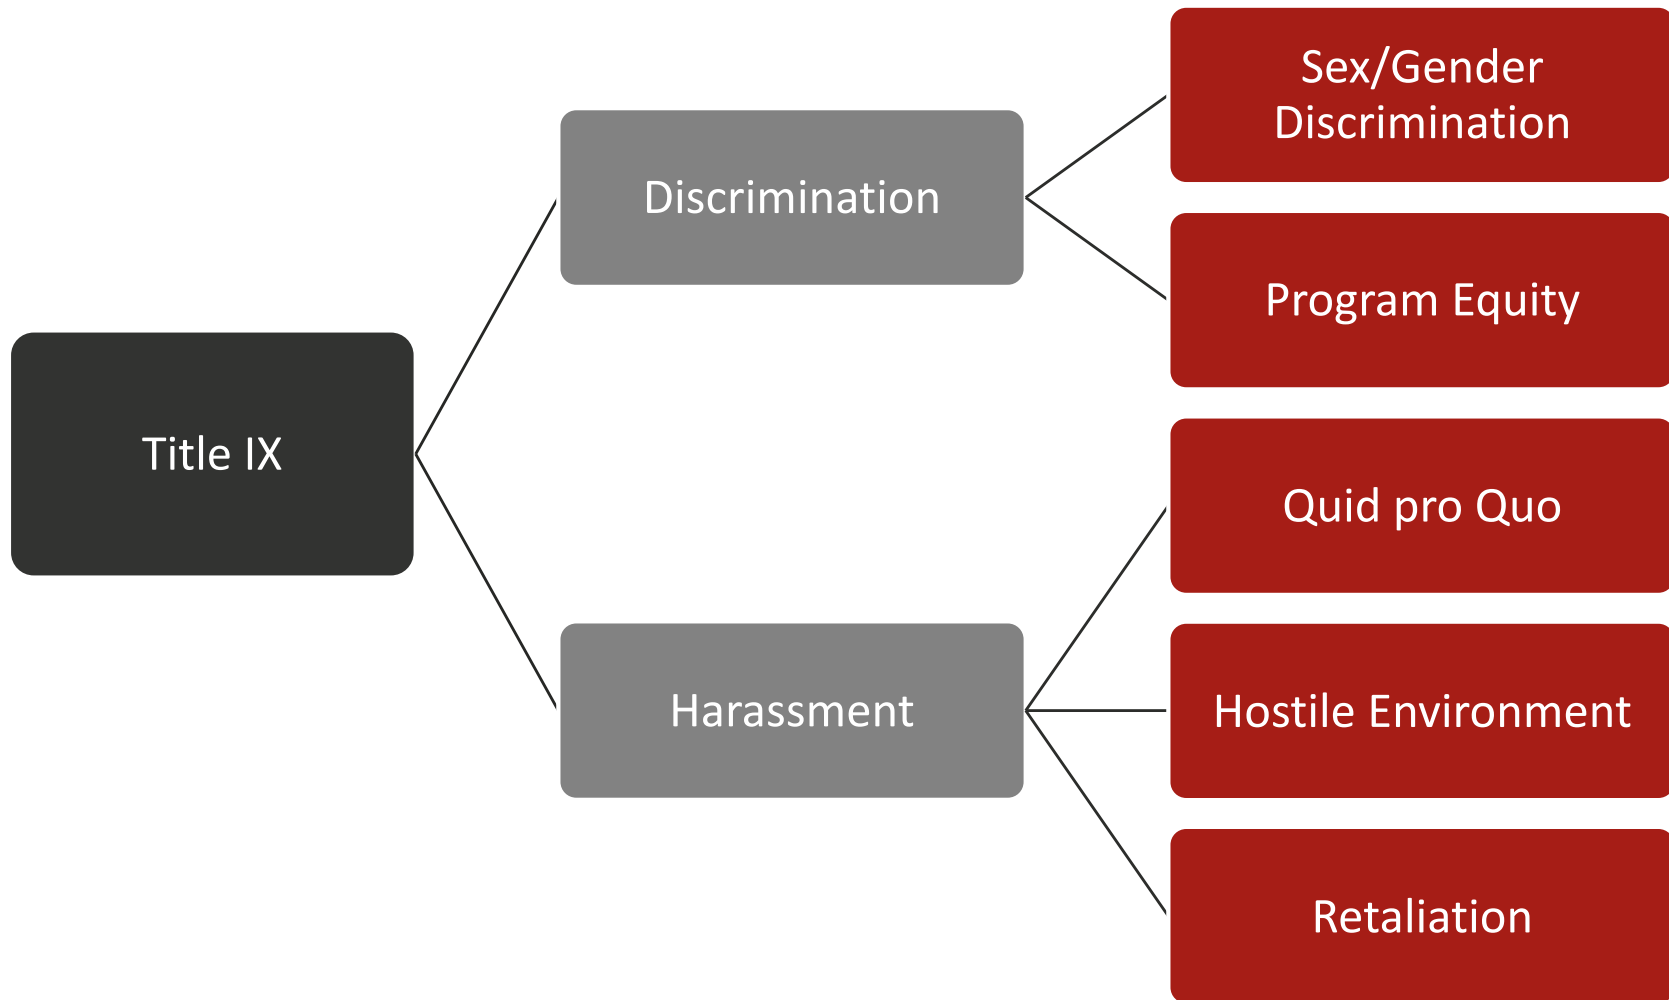 Title IX
Discrimination
Sex/Gender
Discrimination
Program Equity
Harassment
Quid pro Quo
Hostile Environment
Retaliation